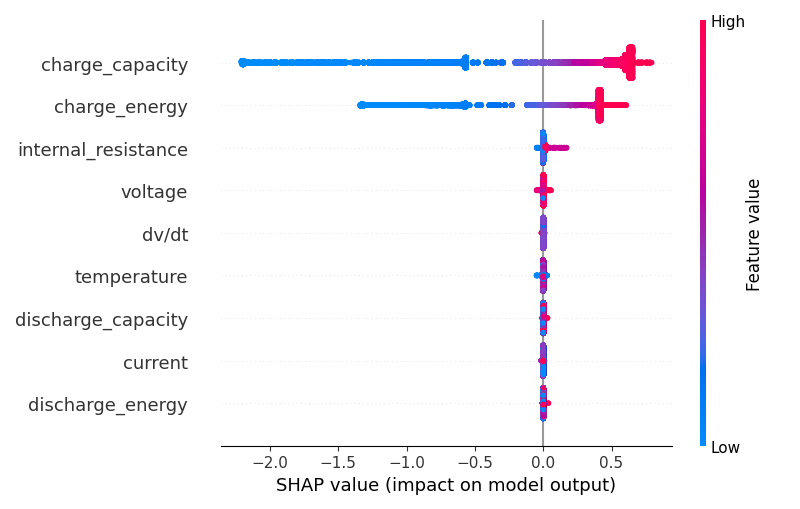 High
charge_capacity
charge_energy
internal_resistance
voltage
dv/dt
temperature
discharge_capacity
current
discharge_energy
Feature value
Low
−2.0 −1.5 −1.0 −0.5 0.0 0.5
SHAP value (impact on model output)